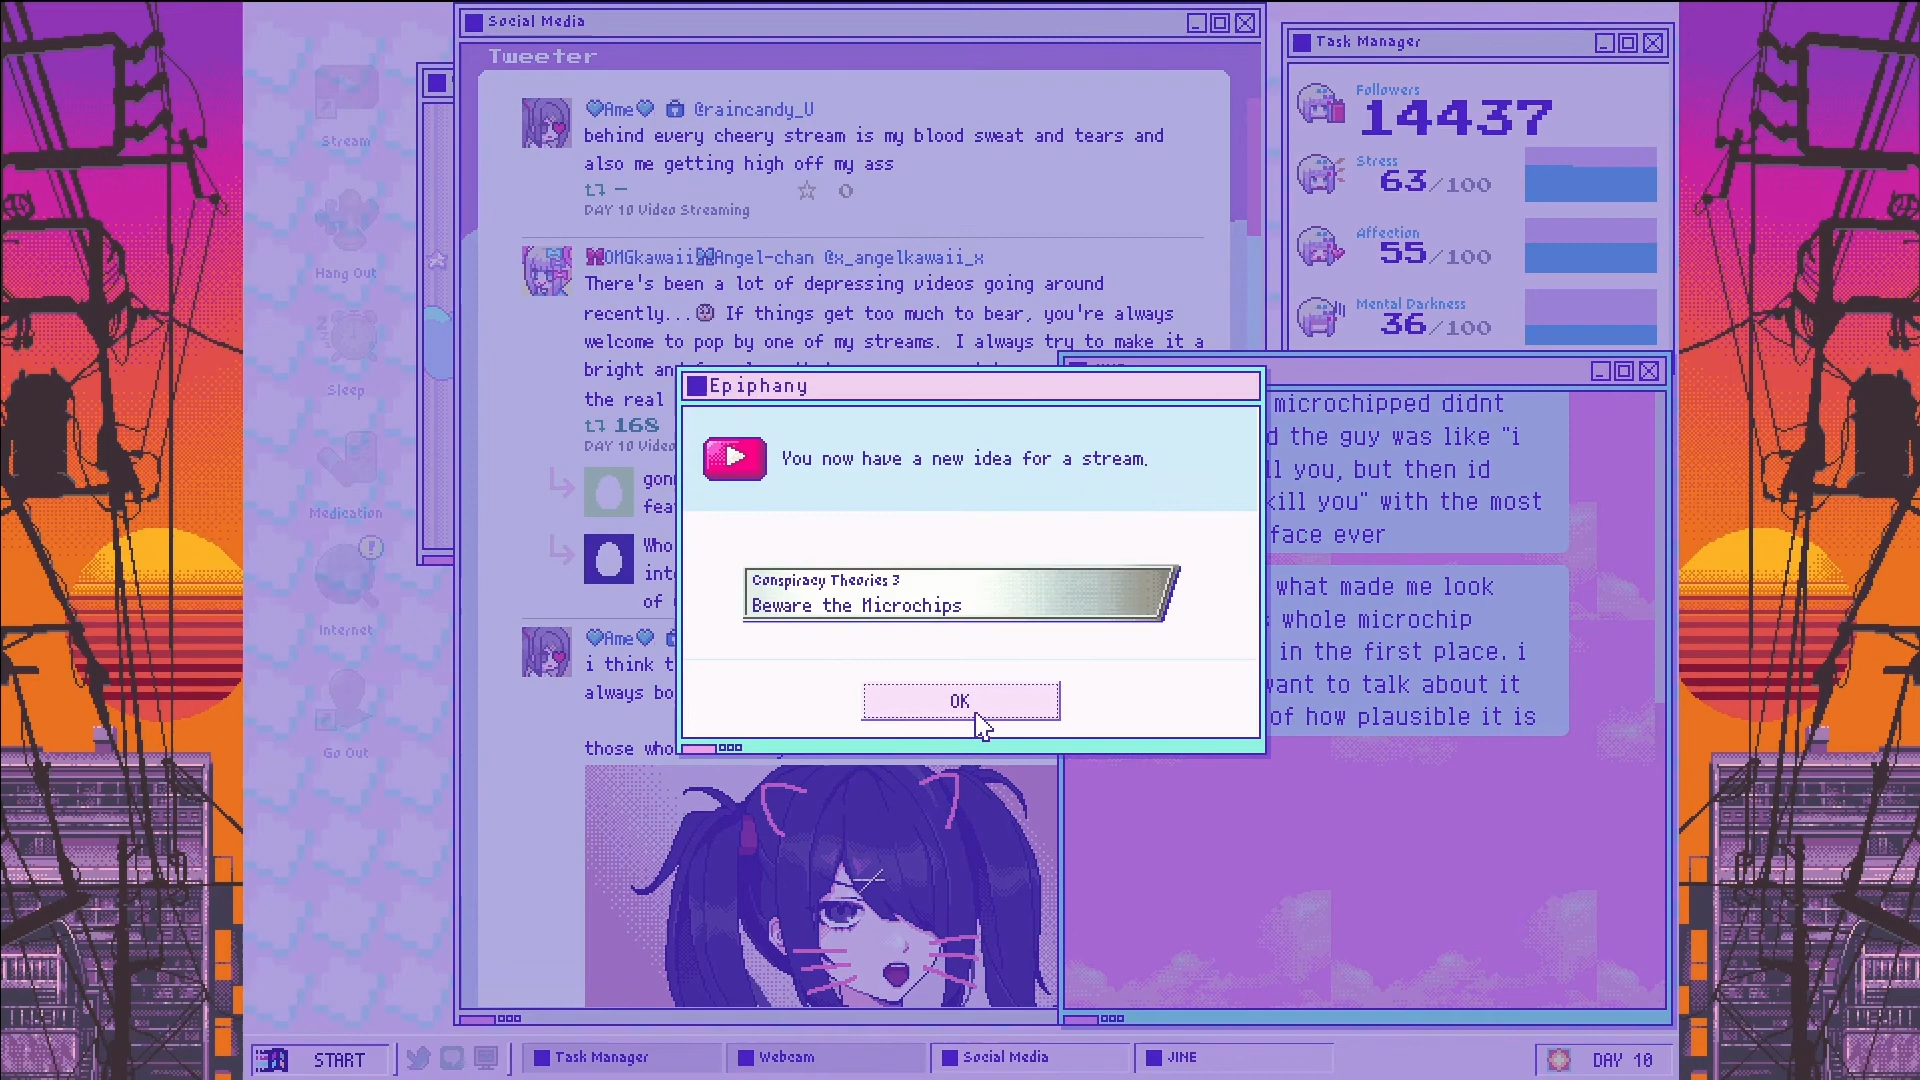 Social Media
Tweeter
Ame @raincandy_U
behind every cheery stream is my blood sweat and tears and
also me getting high off my ass
0
DAY 10 Video Streaming
OMGkawaiiAngel-chan @x_angelkawaii_x
There's been a lot of depressing videos going around
recently... If things get too much to bear, you're always
welcome to pop by one of my streams. I always try to make it a
bright
the real
168
DAY 10 Video
Who
of
Ame
i think
always
those who
Task Manager
Followers
14437
Stress
63/100
Affection
55/100
Mental Darkness
36/100
microchipped didnt
the guy was like "i
you, but then id
kill you" with the most
face ever
what made me look
whole microchip
in the first place. i
want to talk about it
of how plausible it is
Epiphany
You now have a new idea for a stream.
Conspiracy Theories 3
Beware the Microchips
OK
Stream
Hang Out
Sleep
Medication
Internet
Go Out
START
Task Manager
Webcam
Social Media
JINE
DAY 10